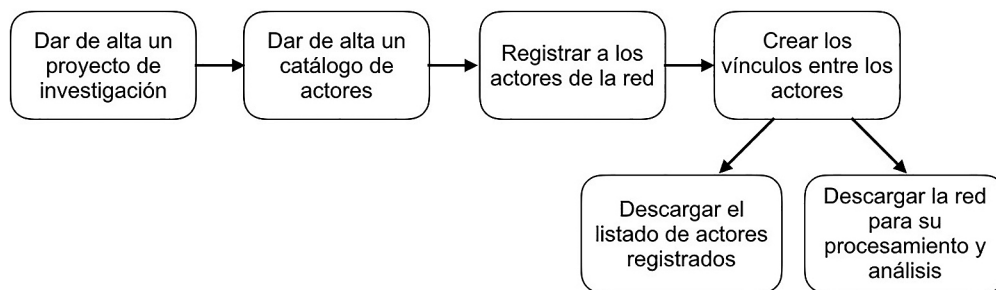 Dar de alta un
proyecto de
investigación
Dar de alta un
catálogo de
actores
Registrar a los
actores de la red
Crear los
vínculos entre los
actores
Descargar el
listado de actores
registrados
Descargar la red
para su
procesamiento y
análisis